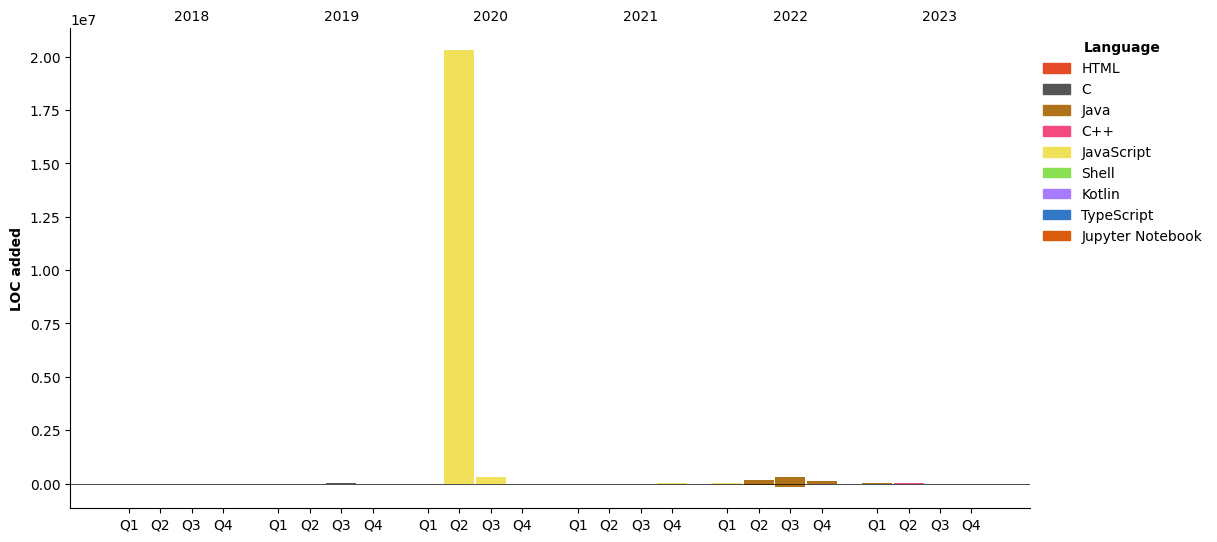 2018 2019 2020 2021 2022 2023
1e7
Language
HTML
C
Java
C++
JavaScript
Shell
Kotlin
TypeScript
Jupyter Notebook
LOC added
2.00
1.75
1.50
1.25
1.00
0.75
0.50
0.25
0.00
Q1 Q2 Q3 Q4 Q1 Q2 Q3 Q4 Q1 Q2 Q3 Q4 Q1 Q2 Q3 Q4 Q1 Q2 Q3 Q4 Q1 Q2 Q3 Q4